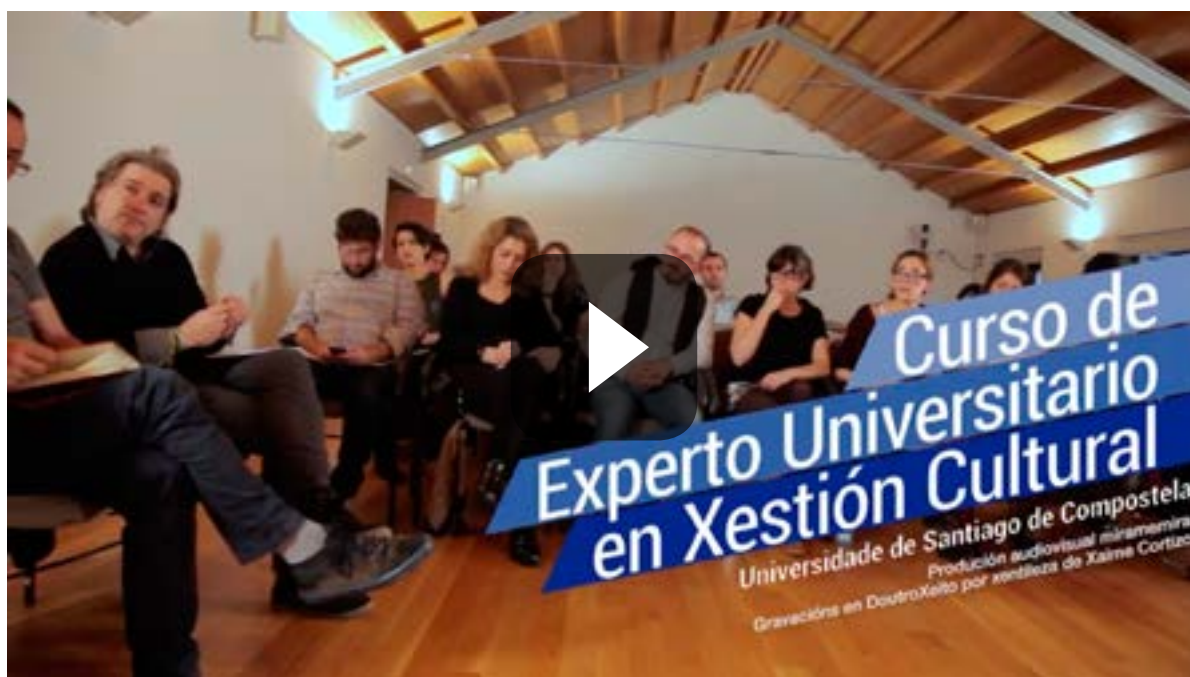 Curso de
Experto Universitario
en Xestión Cultural
Universidade de Santiago de Compostela
Produción audiovisual miramemira
Gravacións en DoutroXeito por xentileza de Xaime Cortizo